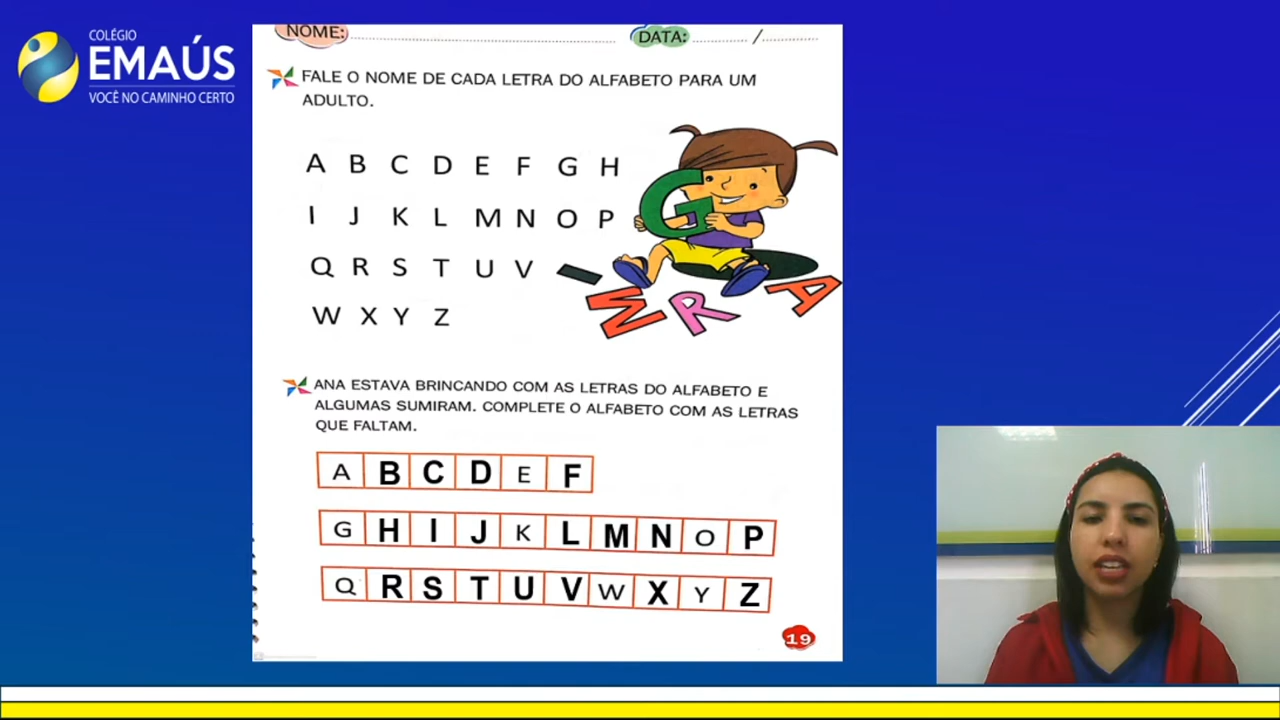 COLÉGIO
EMAÚS
VOCÊ NO CAMINHO CERTO
NOME:
DATA: /
FALE O NOME DE CADA LETRA DO ALFABETO PARA UM
ADULTO.
A B C D E F G H
I J K L M N O P
Q R S T U V
W X Y Z
G
I M R A
ANA ESTAVA BRINCANDO COM AS LETRAS DO ALFABETO E
ALGUMAS SUMIRAM. COMPLETE O ALFABETO COM AS LETRAS
QUE FALTAM.
A B C D E F
G H I J K L M N O P
Q R S T U V W X Y Z
19